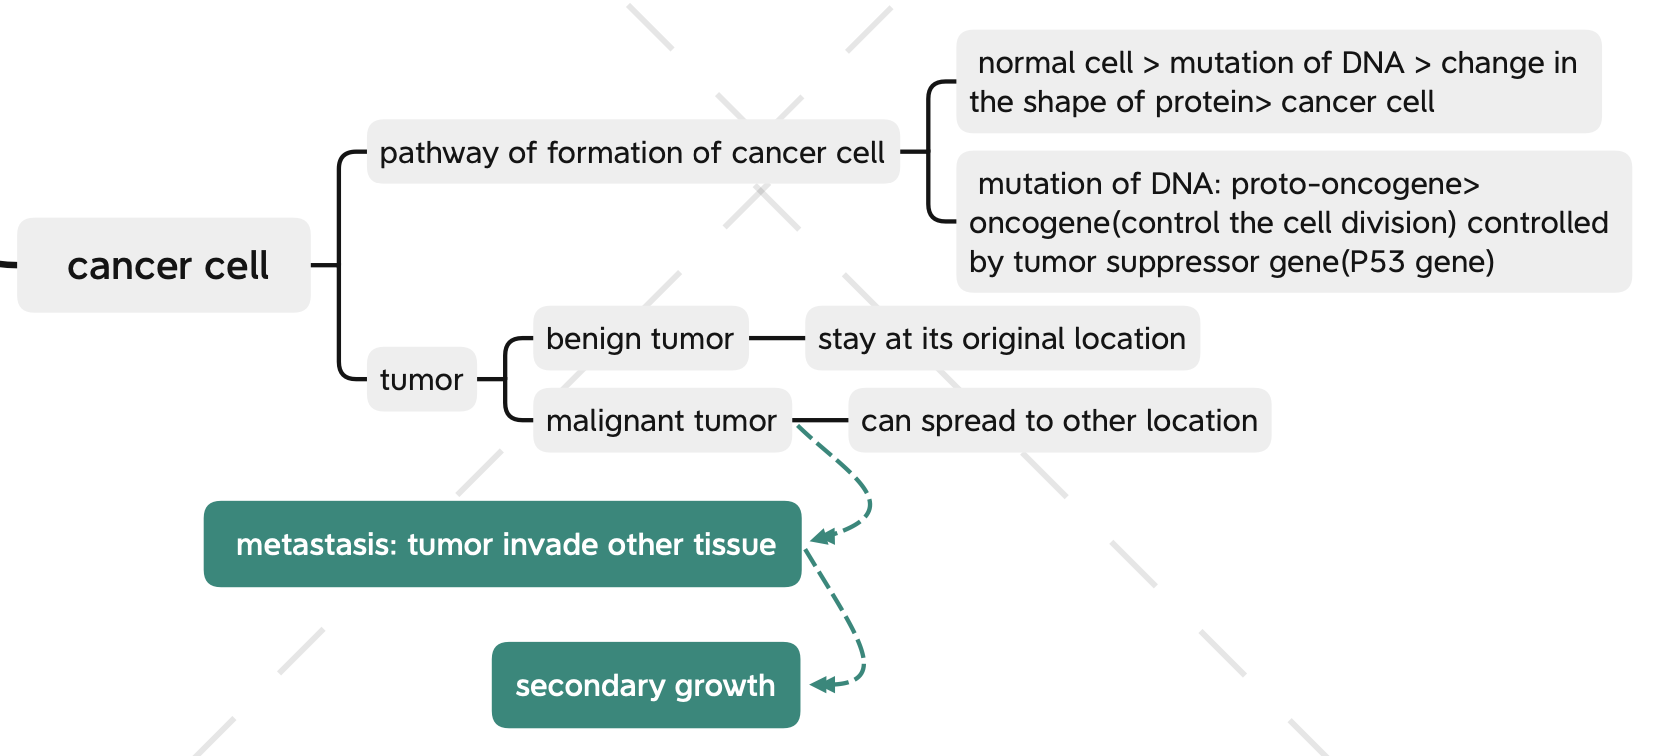 cancer cell
pathway of formation of cancer cell
normal cell > mutation of DNA > change in
the shape of protein> cancer cell
mutation of DNA: proto-oncogene>
oncogene(control the cell division) controlled
by tumor suppressor gene(P53 gene)
tumor
benign tumor
stay at its original location
malignant tumor
can spread to other location
metastasis: tumor invade other tissue
secondary growth